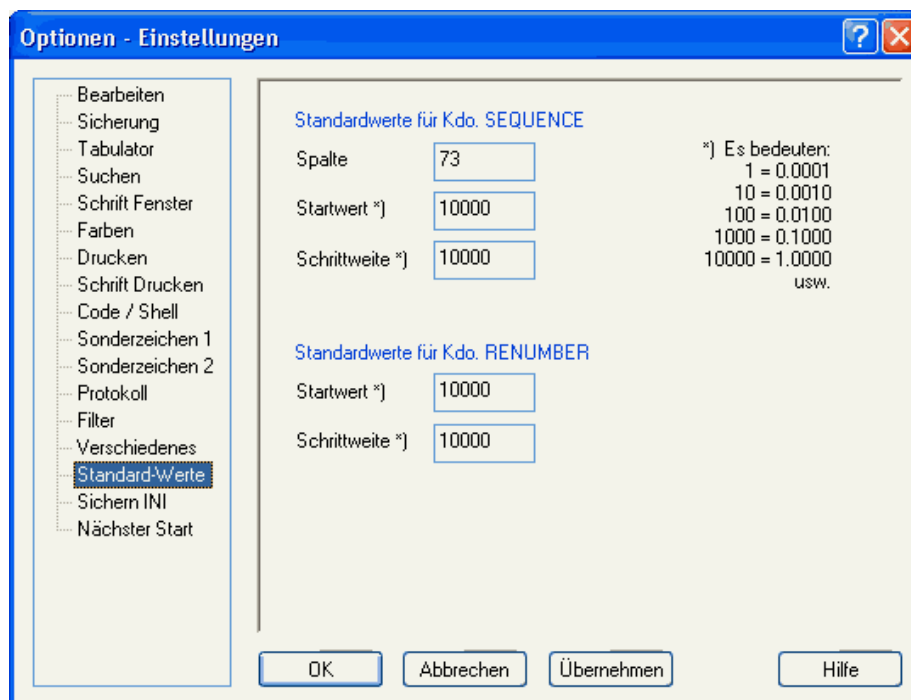 Optionen - Einstellungen
Bearbeiten
Sicherung
Tabulator
Suchen
Schrift Fenster
Farben
Drucken
Schrift Drucken
Code / Shell
Sonderzeichen 1
Sonderzeichen 2
Protokoll
Filter
Verschiedenes
Standard-Werte
Sichern INI
Nächster Start
Standardwerte für Kdo. SEQUENCE
Spalte 73
Startwert *) 10000
Schrittweite *) 10000
*) Es bedeuten:
1 = 0.0001
10 = 0.0010
100 = 0.0100
1000 = 0.1000
10000 = 1.0000
usw.
Standardwerte für Kdo. RENUMBER
Startwert *) 10000
Schrittweite *) 10000
OK Abbrechen Übernehmen Hilfe